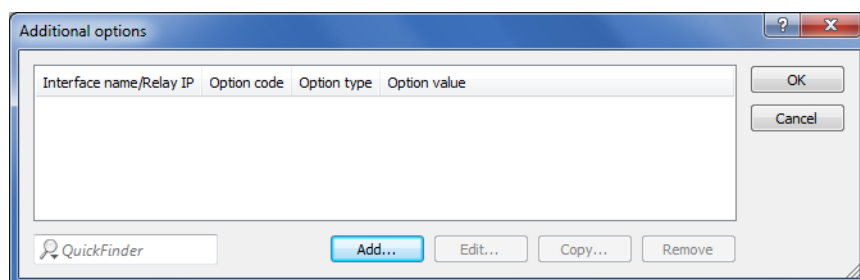 Additional options
Interface name/Relay IP Option code Option type Option value
OK
Cancel
QuickFinder Add... Edit... Copy... Remove